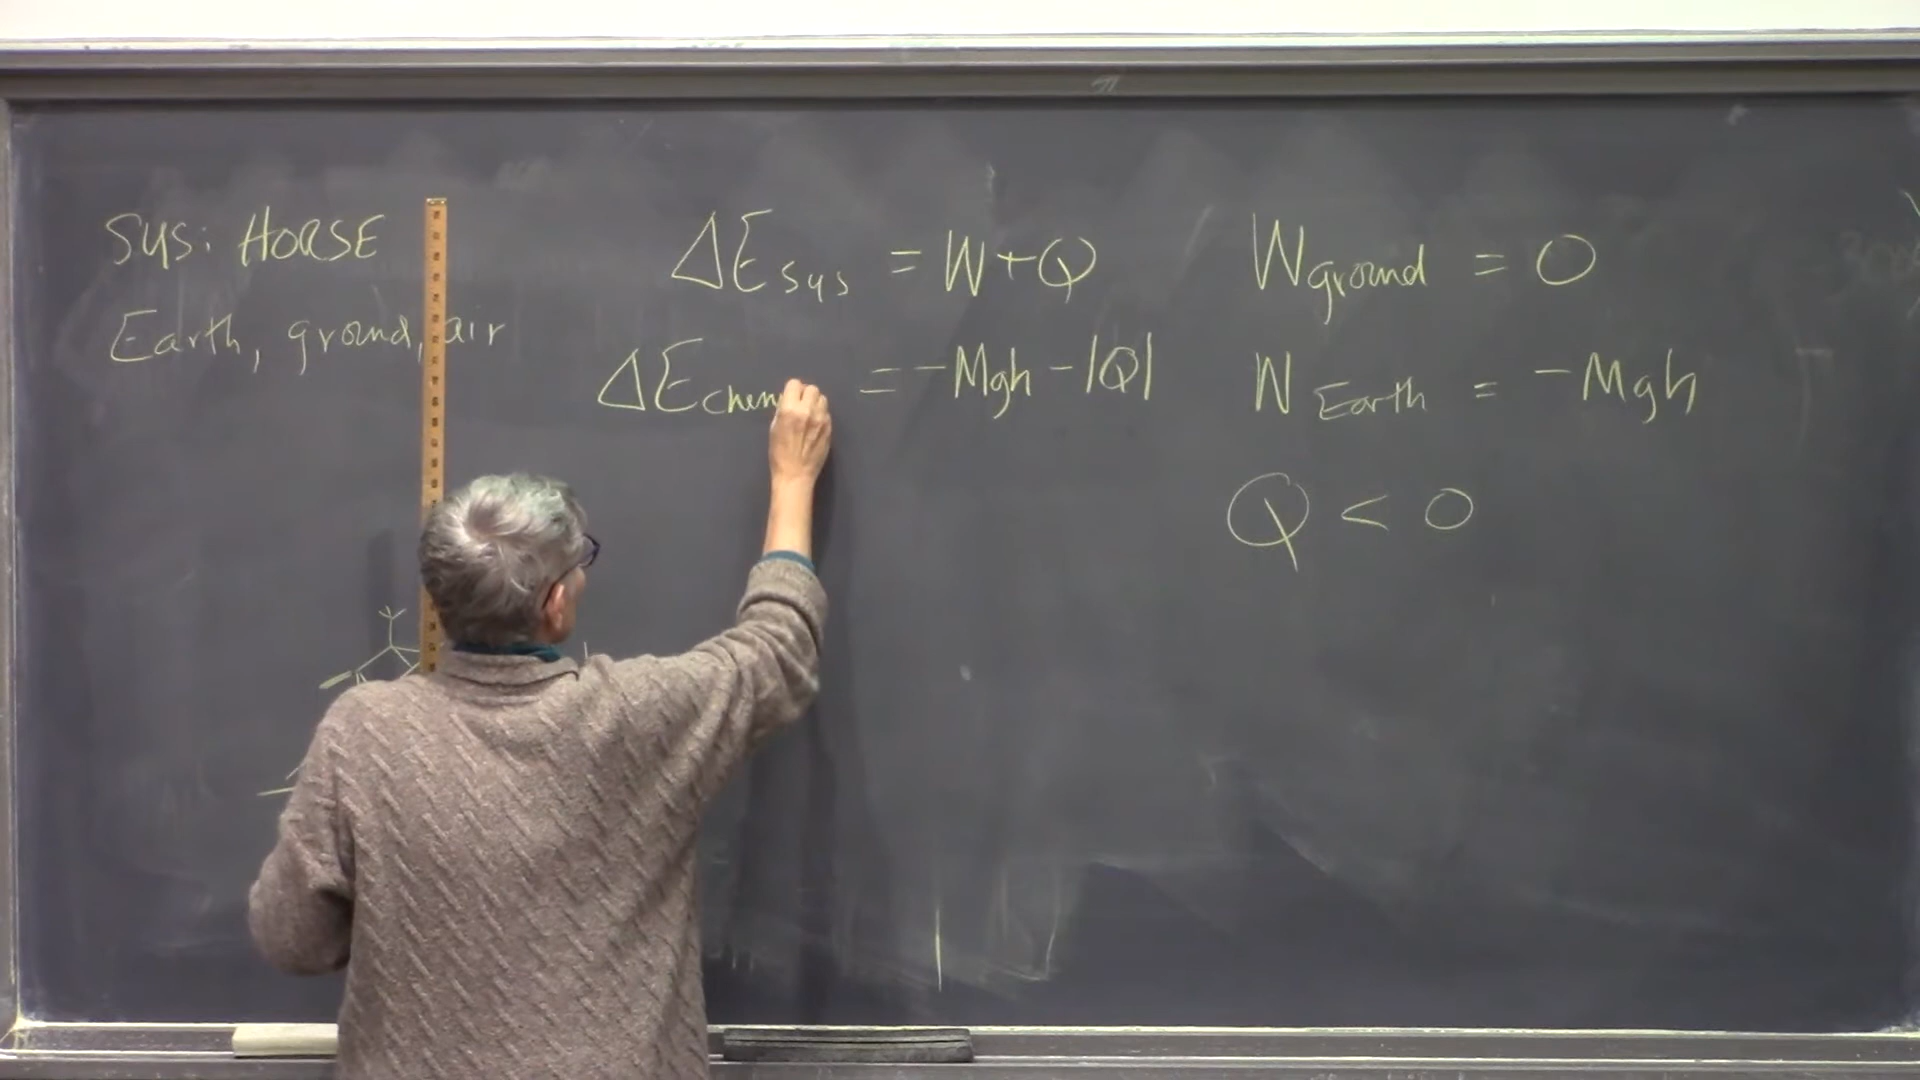 Sys: HORSE
Earth, ground, air
ΔE sys = W + Q
ΔE chem = -Mgh - |Q|
W ground = 0
W Earth = -Mgh
Q < 0